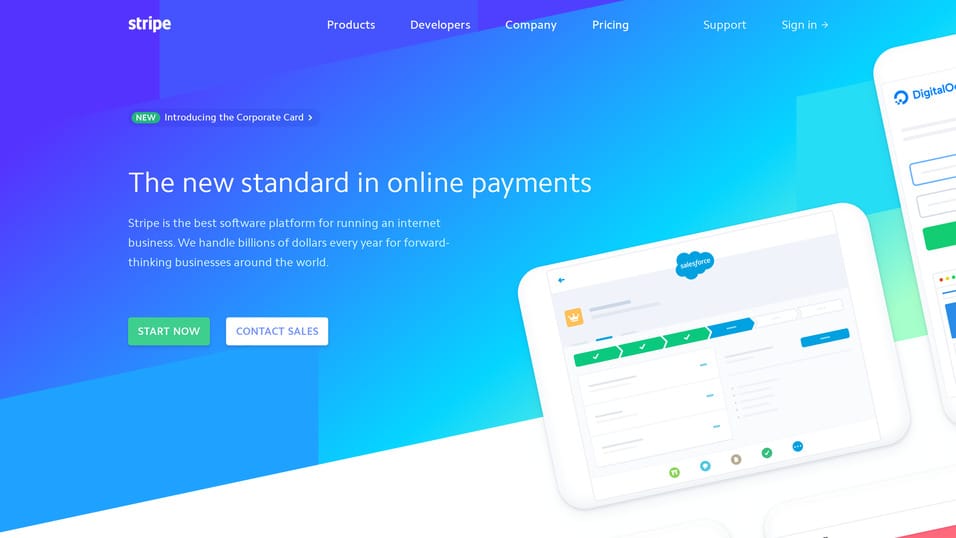 stripe
Products Developers Company Pricing Support Sign in →
NEW Introducing the Corporate Card >
The new standard in online payments
Stripe is the best software platform for running an internet
business. We handle billions of dollars every year for forward-
thinking businesses around the world.
START NOW CONTACT SALES
DigitalO
salesforce